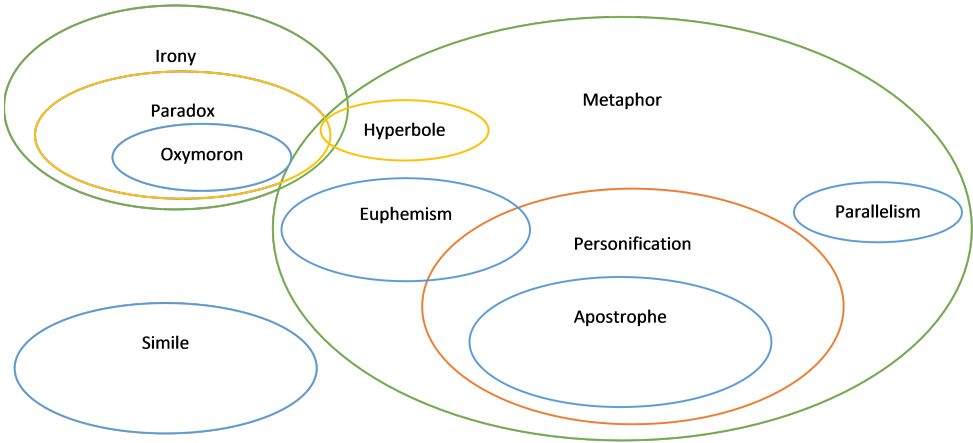 Irony
Paradox
Oxymoron
Hyperbole
Metaphor
Euphemism
Personification
Parallelism
Apostrophe
Simile